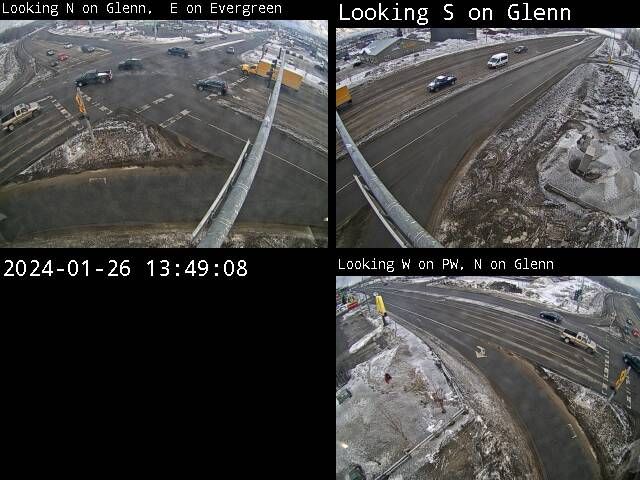 Looking N on Glenn,  E on Evergreen
Looking S on Glenn
2024-01-26 13:49:08
Looking W on PW, N on Glenn